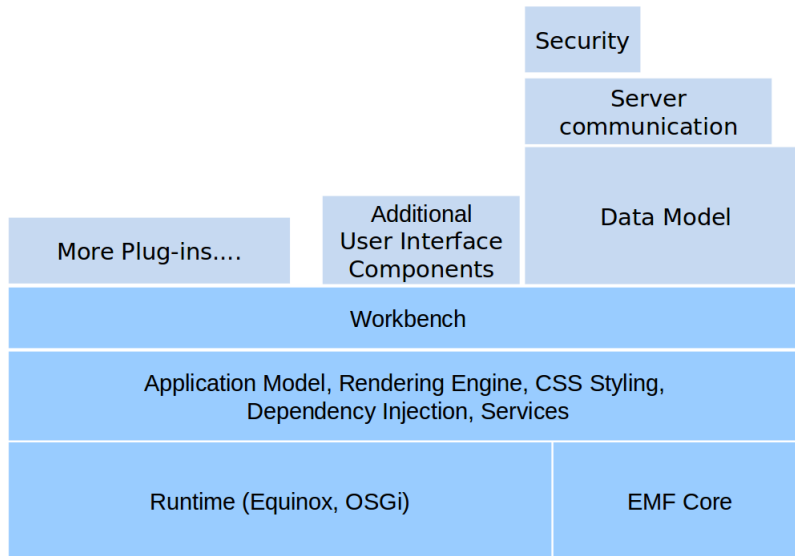 Security
Server
communication
Data Model
Additional
User Interface
Components
More Plug-ins....
Workbench
Application Model, Rendering Engine, CSS Styling,
Dependency Injection, Services
Runtime (Equinox, OSGi)
EMF Core